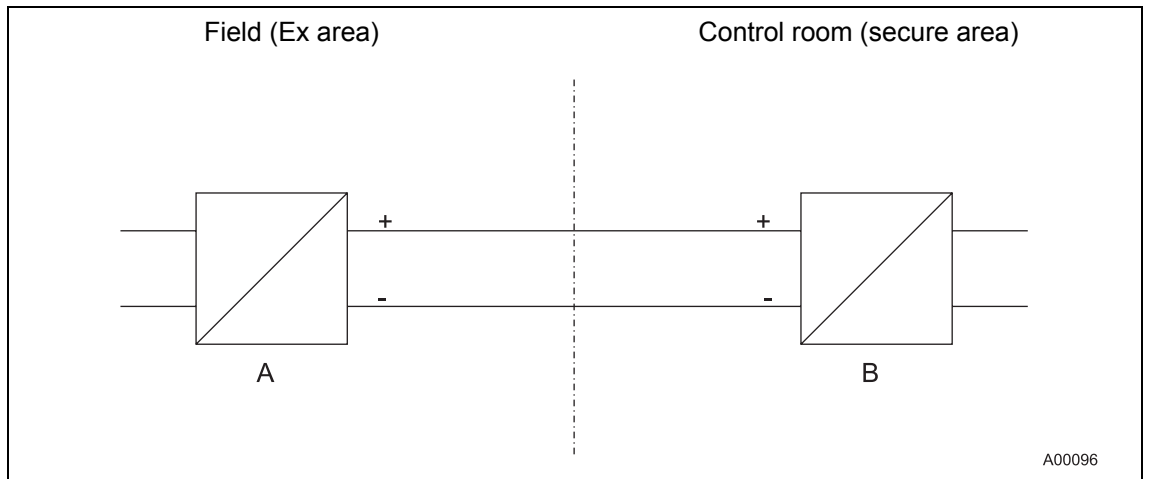 Field (Ex area) Control room (secure area)
+ +
- -
A B
A00096